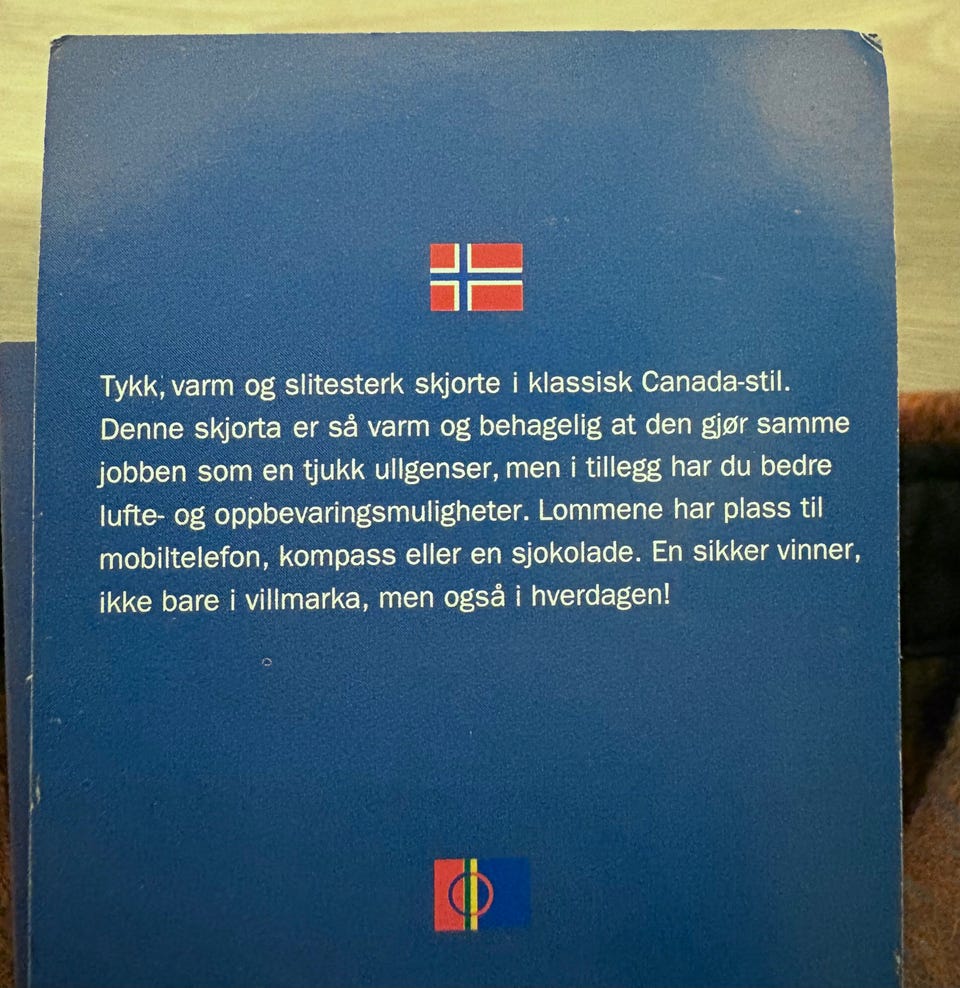 Tykk, varm og slitesterk skjorte i klassisk Canada-stil.
Denne skjorta er så varm og behagelig at den gjør samme
jobben som en tjukk ullgenser, men i tillegg har du bedre
lufte- og oppbevaringsmuligheter. Lommene har plass til
mobiltelefon, kompass eller en sjokolade. En sikker vinner,
ikke bare i villmarka, men også i hverdagen!